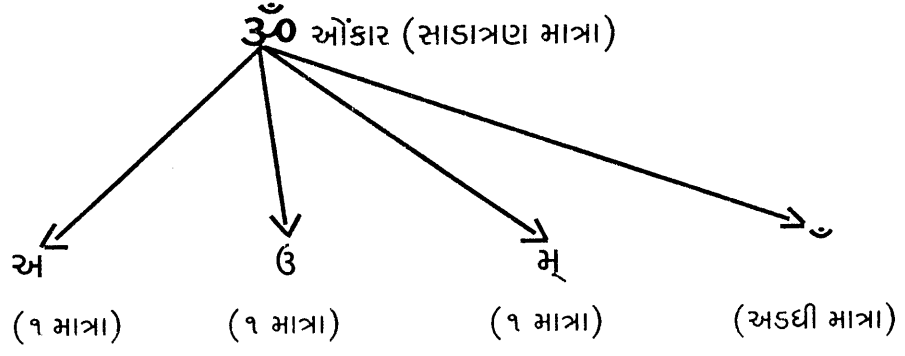 ૐ ઓંકાર (સાડાત્રણ માત્રા)
અ ઉ મ્ ઁ
(૧ માત્રા) (૧ માત્રા) (૧ માત્રા) (અડધી માત્રા)